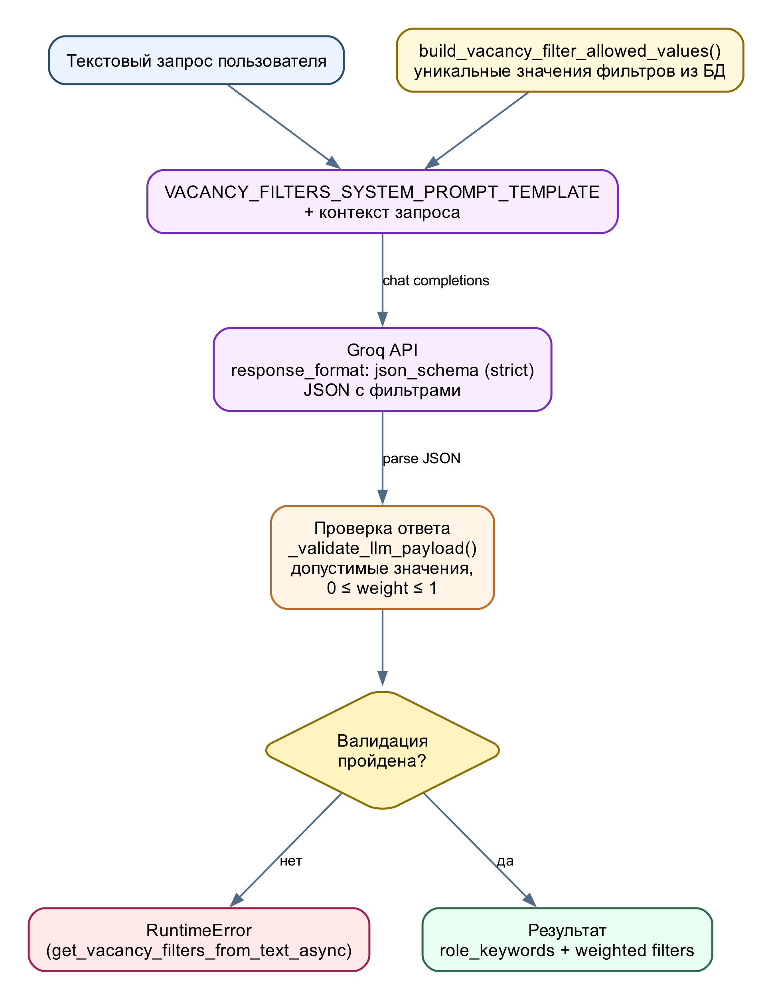 Текстовый запрос пользователя
build_vacancy_filter_allowed_values()
уникальные значения фильтров из БД
VACANCY_FILTERS_SYSTEM_PROMPT_TEMPLATE
+ контекст запроса
chat completions
Groq API
response_format: json_schema (strict)
JSON с фильтрами
parse JSON
Проверка ответа
_validate_llm_payload()
допустимые значения,
0 ≤ weight ≤ 1
Валидация
пройдена?
нет
да
RuntimeError
(get_vacancy_filters_from_text_async)
Результат
role_keywords + weighted filters